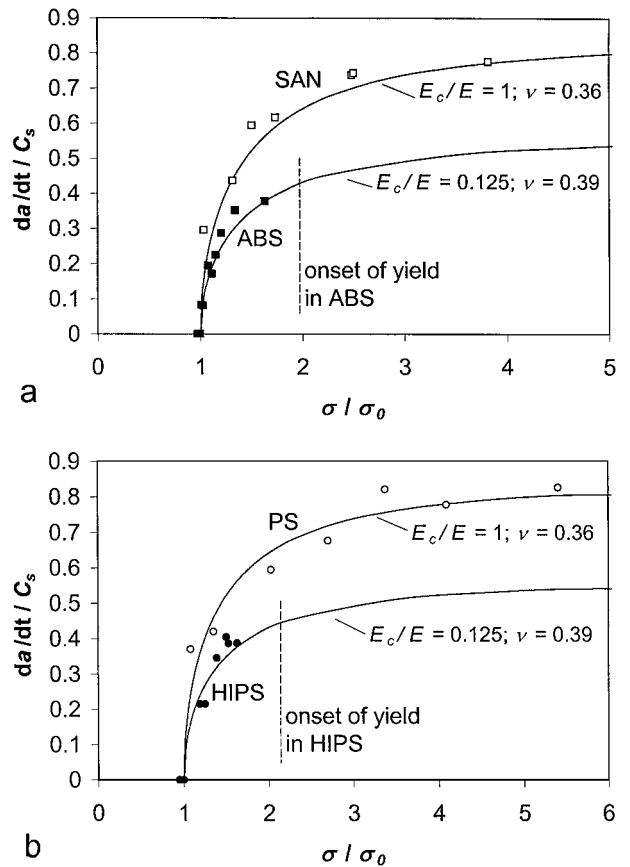 0.9
0.8
0.7
0.6
0.5
0.4
0.3
0.2
0.1
0
da/dt / Cₛ
SAN
E_c/E = 1; ν = 0.36
E_c/E = 0.125; ν = 0.39
ABS
onset of yield
in ABS
0 1 2 3 4 5
σ / σ₀
a
0.9
0.8
0.7
0.6
0.5
0.4
0.3
0.2
0.1
0
da/dt / Cₛ
PS
E_c/E = 1; ν = 0.36
E_c/E = 0.125; ν = 0.39
HIPS
onset of yield
in HIPS
0 1 2 3 4 5 6
σ / σ₀
b